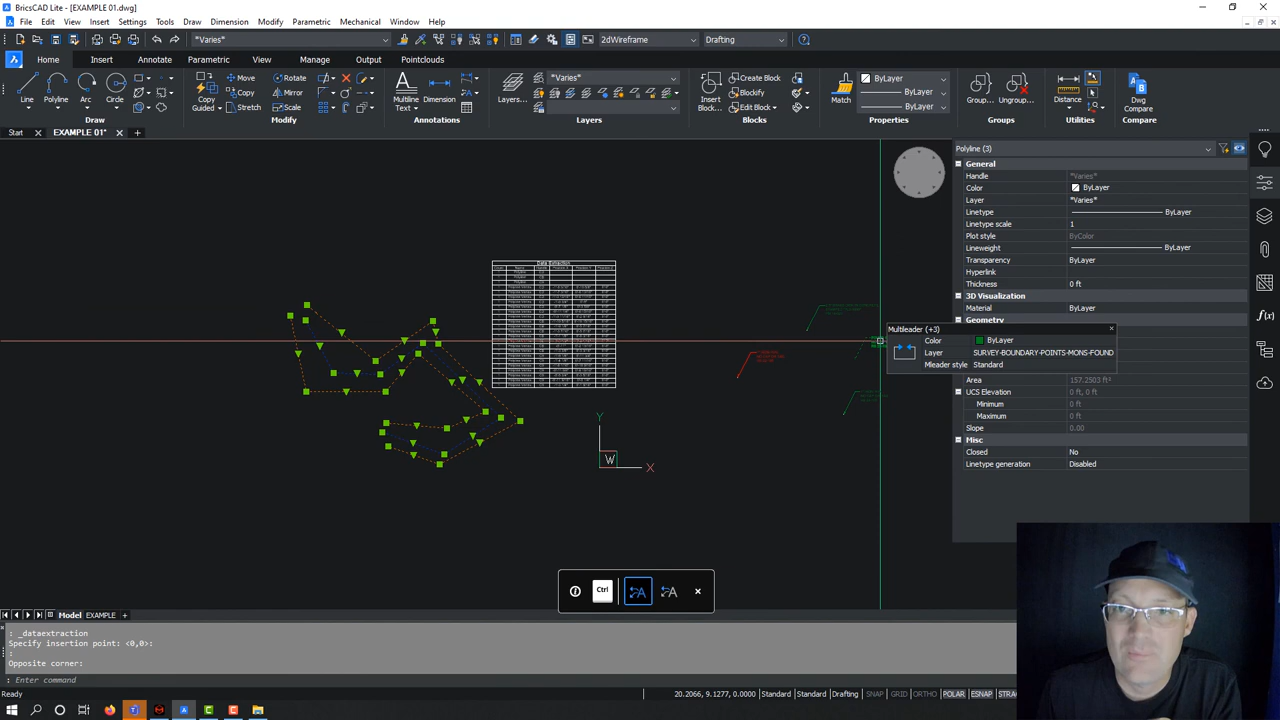 BricsCAD Lite - [EXAMPLE 01.dwg]
File Edit View Insert Settings Tools Draw Dimension Modify Parametric Mechanical Window Help
*Varies* 2dWireframe Drafting
Home Insert Annotate Parametric View Manage Output Pointclouds
Line Polyline Arc Circle
Copy Guided Move Copy Stretch Rotate Mirror Scale
Multiline Text Dimension
Layers... *Varies*
Insert Block... Create Block Blockify Edit Block
Match ByLayer ByLayer ByLayer
Group... Ungroup...
Distance
Dwg Compare
Draw Modify Annotations Layers Blocks Properties Groups Utilities Compare
Start EXAMPLE 01*
Data Extraction
Y
W
X
Multileader (+3)
Color ByLayer
Layer SURVEY-BOUNDARY-POINTS-MONS-FOUND
Mleader style Standard
Polyline (3)
General
Handle *Varies*
Color ByLayer
Layer *Varies*
Linetype ByLayer
Linetype scale 1
Plot style ByColor
Lineweight ByLayer
Transparency ByLayer
Hyperlink
Thickness 0 ft
3D Visualization
Material ByLayer
Geometry
Area 157.2583 ft²
UCS Elevation 0 ft, 0 ft
Minimum 0 ft
Maximum 0 ft
Slope 0.00
Misc
Closed No
Linetype generation Disabled
Ctrl
Model EXAMPLE
: _dataextraction
Specify insertion point: <0,0>:
:
Opposite corner:
: Enter command
Ready 20.2066, 9.1277, 0.0000 Standard Standard Drafting SNAP GRID ORTHO POLAR ESNAP